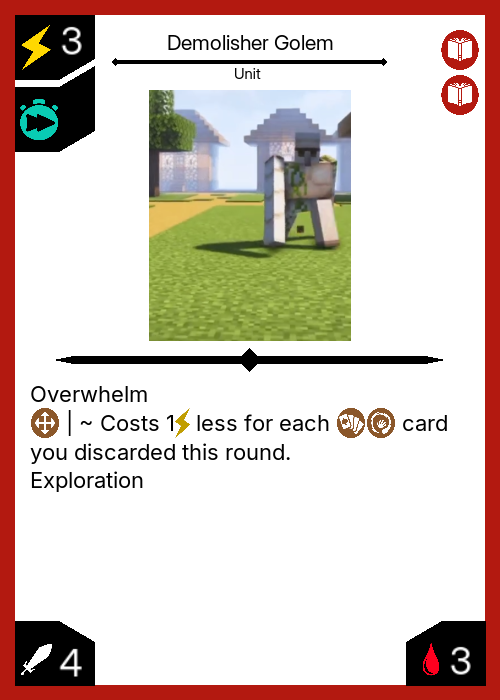 3
Demolisher Golem
Unit
Overwhelm
| ~ Costs 1 less for each card
you discarded this round.
Exploration
4
3